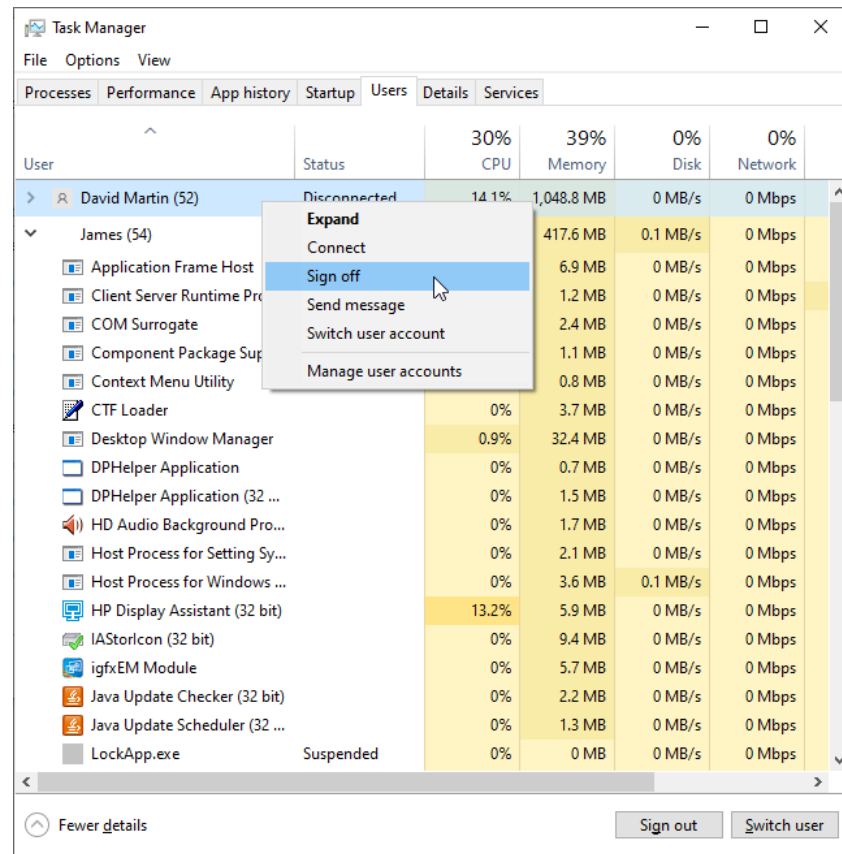 Task Manager
File Options View
Processes Performance App history Startup Users Details Services
30% 39% 0% 0%
User Status CPU Memory Disk Network
David Martin (52) Disconnected 14.1% 1,048.8 MB 0 MB/s 0 Mbps
Expand
James (54) 417.6 MB 0.1 MB/s 0 Mbps
Connect
Application Frame Host 6.9 MB 0 MB/s 0 Mbps
Sign off
Client Server Runtime Pro 1.2 MB 0 MB/s 0 Mbps
Send message
COM Surrogate 2.4 MB 0 MB/s 0 Mbps
Switch user account
Component Package Sup 1.1 MB 0 MB/s 0 Mbps
Manage user accounts
Context Menu Utility 0.8 MB 0 MB/s 0 Mbps
CTF Loader 0% 3.7 MB 0 MB/s 0 Mbps
Desktop Window Manager 0.9% 32.4 MB 0 MB/s 0 Mbps
DPHelper Application 0% 0.7 MB 0 MB/s 0 Mbps
DPHelper Application (32 ... 0% 1.5 MB 0 MB/s 0 Mbps
HD Audio Background Pro... 0% 1.7 MB 0 MB/s 0 Mbps
Host Process for Setting Sy... 0% 2.1 MB 0 MB/s 0 Mbps
Host Process for Windows ... 0% 3.6 MB 0.1 MB/s 0 Mbps
HP Display Assistant (32 bit) 13.2% 5.9 MB 0 MB/s 0 Mbps
IAStorIcon (32 bit) 0% 9.4 MB 0 MB/s 0 Mbps
igfxEM Module 0% 5.7 MB 0 MB/s 0 Mbps
Java Update Checker (32 bit) 0% 2.2 MB 0 MB/s 0 Mbps
Java Update Scheduler (32 ... 0% 1.3 MB 0 MB/s 0 Mbps
LockApp.exe Suspended 0% 0 MB 0 MB/s 0 Mbps
Fewer details Sign out Switch user